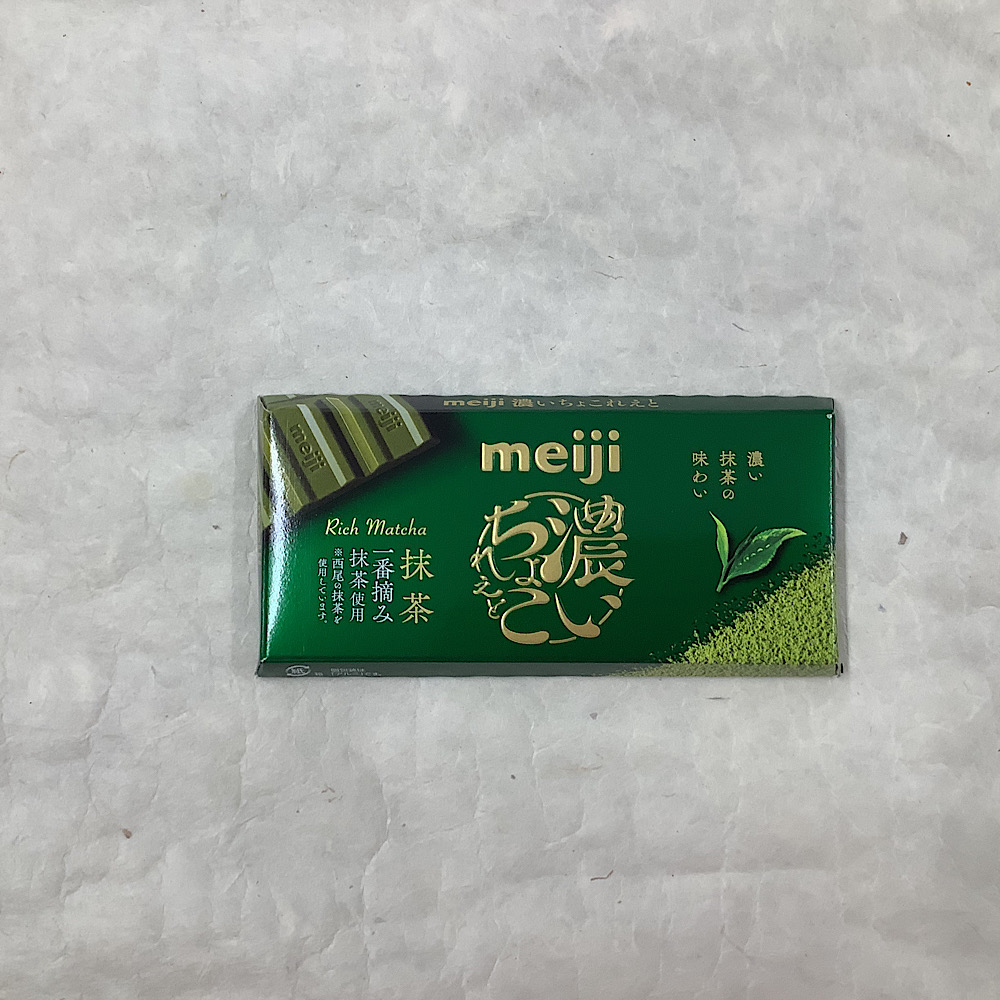 meiji 濃いちょこれえと
meiji
meiji
meiji
濃い
抹茶の
味わい
濃い
ちょこ
れえと
Rich Matcha
抹茶
一番摘み
抹茶使用
※西尾の抹茶を
使用しています。